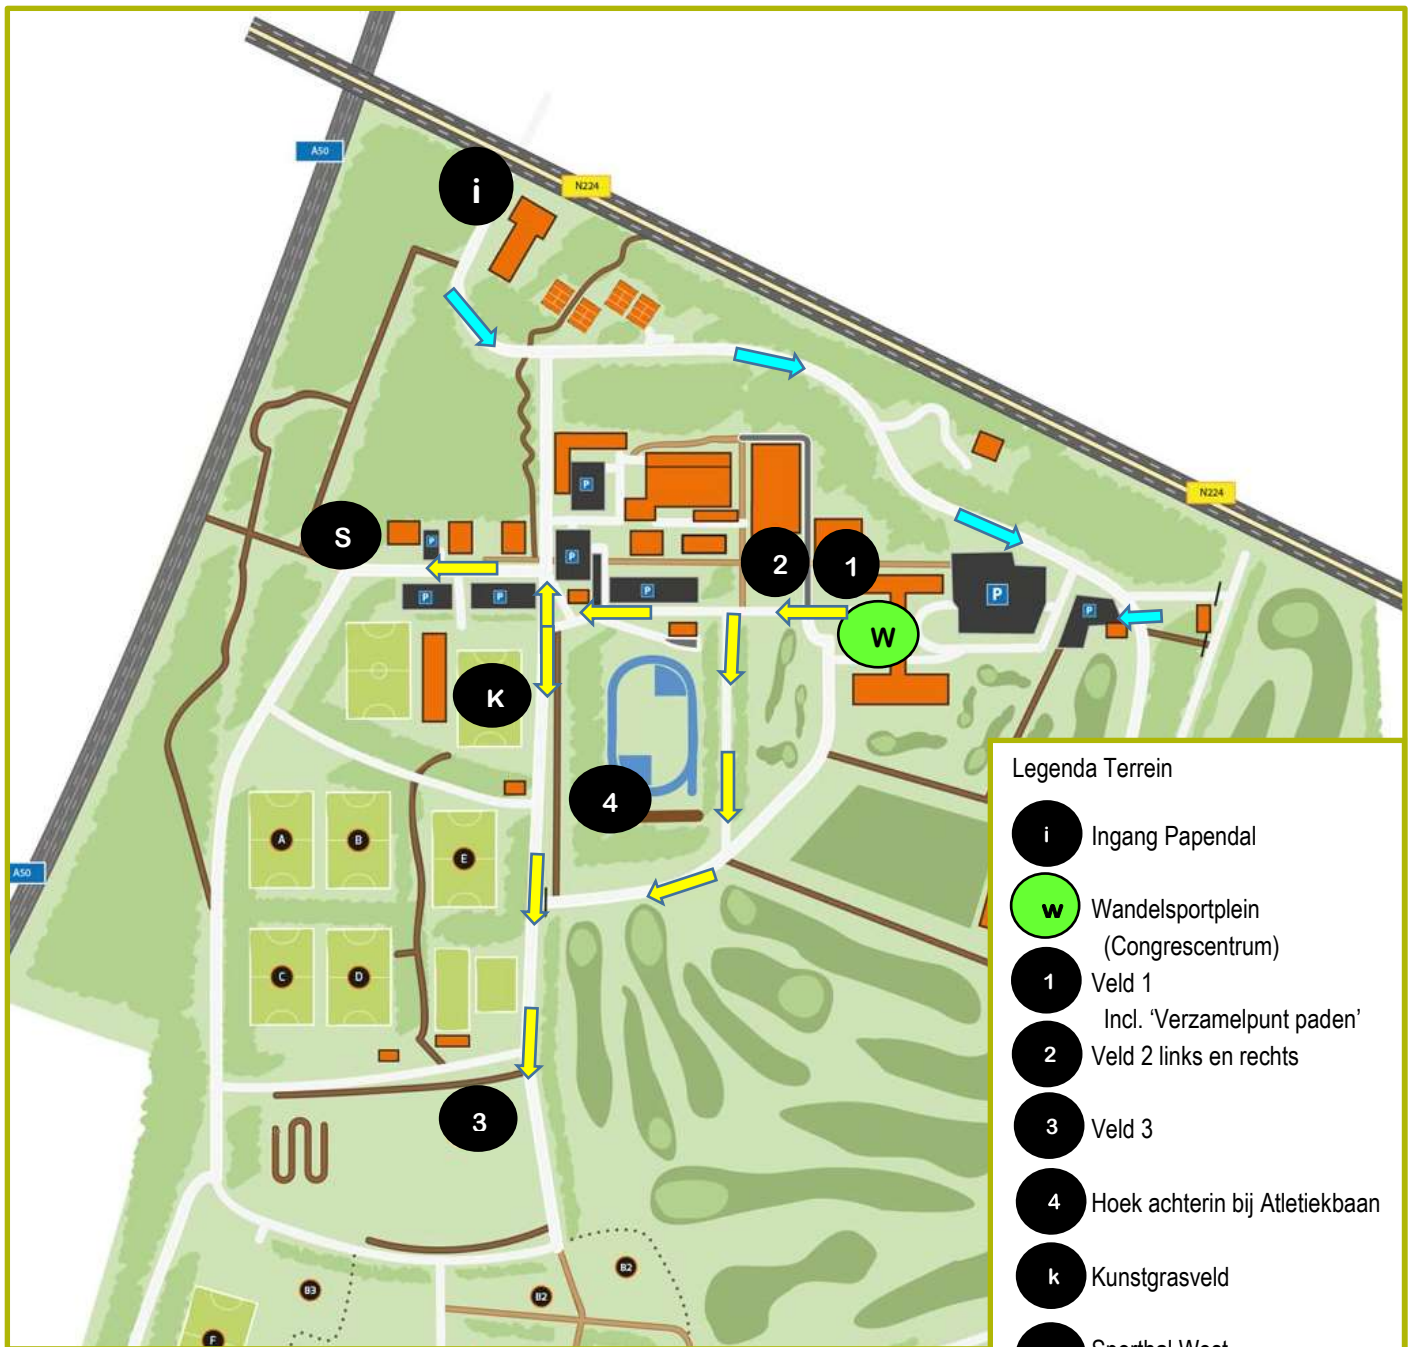 A50
i
N224
N224
P
S
P
P
2
1
P
P
P
P
P
W
K
4
A
B
E
A50
C
D
3
B3
B2
B2
F
Legenda Terrein
i Ingang Papendal
w Wandelsportplein
(Congrescentrum)
1 Veld 1
Incl. ‘Verzamelpunt paden’
2 Veld 2 links en rechts
3 Veld 3
4 Hoek achterin bij Atletiekbaan
k Kunstgrasveld
Sporthal West